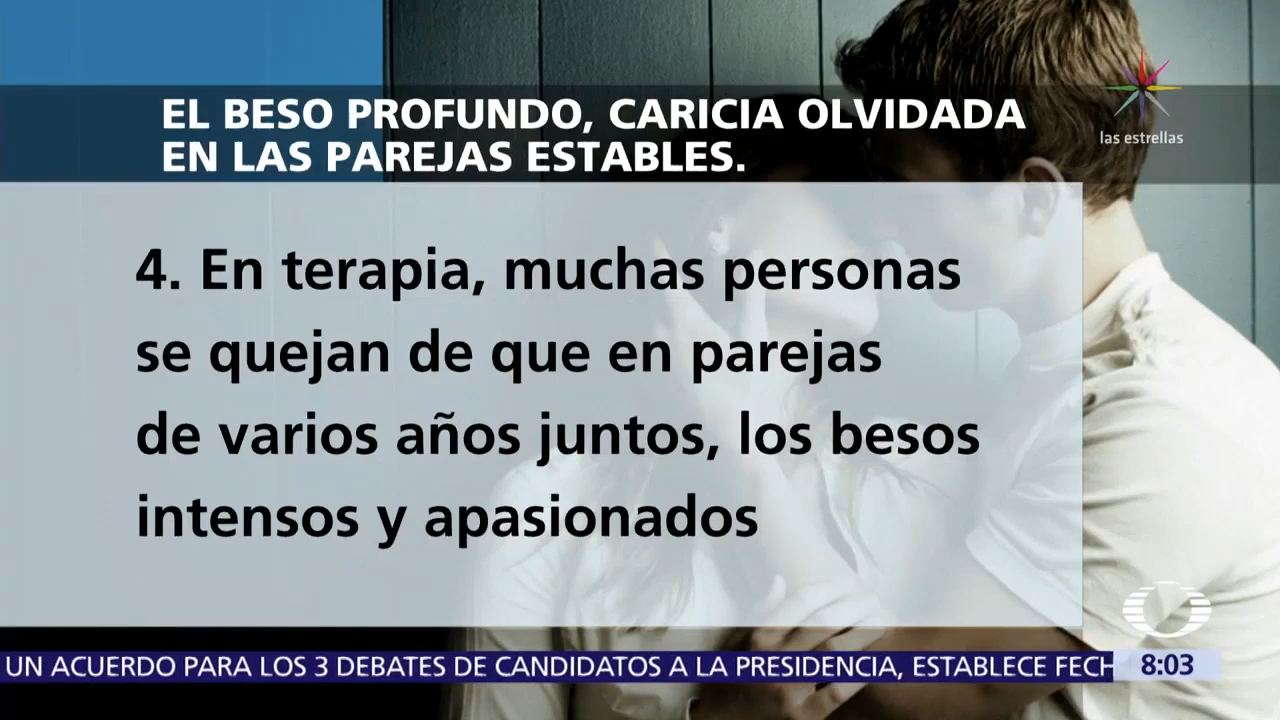 EL BESO PROFUNDO, CARICIA OLVIDADA
EN LAS PAREJAS ESTABLES.
las estrellas
4. En terapia, muchas personas
se quejan de que en parejas
de varios años juntos, los besos
intensos y apasionados
UN ACUERDO PARA LOS 3 DEBATES DE CANDIDATOS A LA PRESIDENCIA, ESTABLECE FECH
8:03